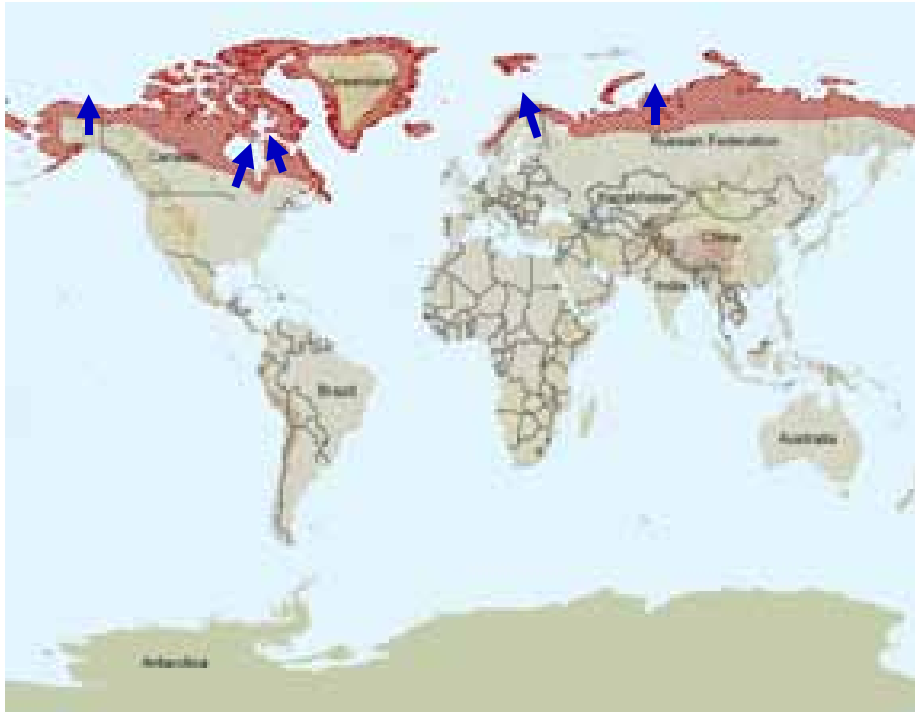 Greenland
Canada
Russian Federation
Kazakhstan
China
India
Brazil
Australia
Antarctica